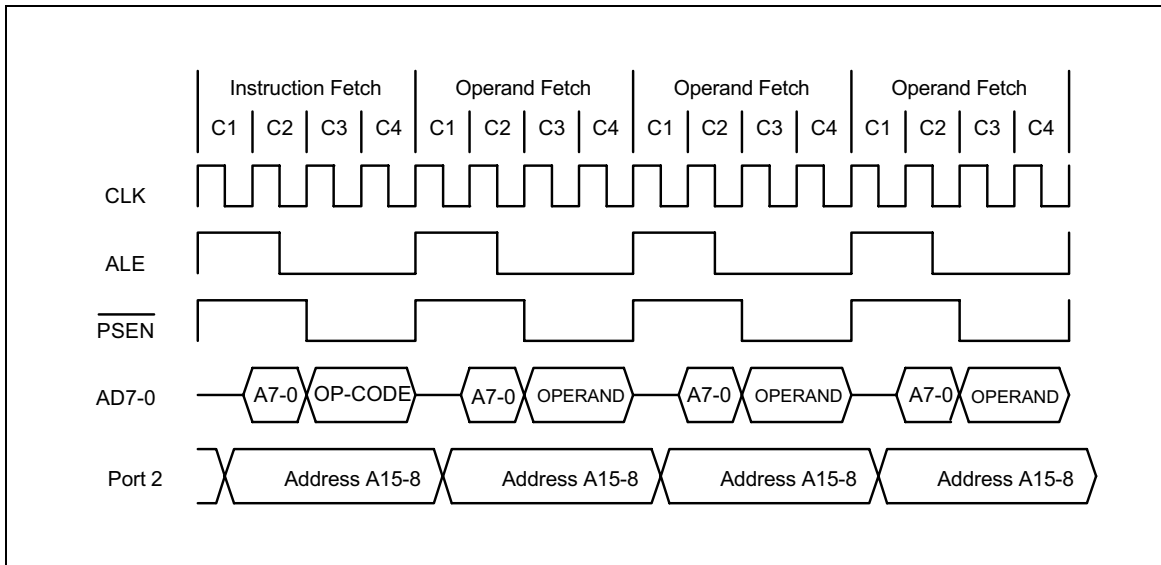 Instruction Fetch Operand Fetch Operand Fetch Operand Fetch
C1 C2 C3 C4 C1 C2 C3 C4 C1 C2 C3 C4 C1 C2 C3 C4
CLK
ALE
PSEN
AD7-0 A7-0 OP-CODE A7-0 OPERAND A7-0 OPERAND A7-0 OPERAND
Port 2 Address A15-8 Address A15-8 Address A15-8 Address A15-8